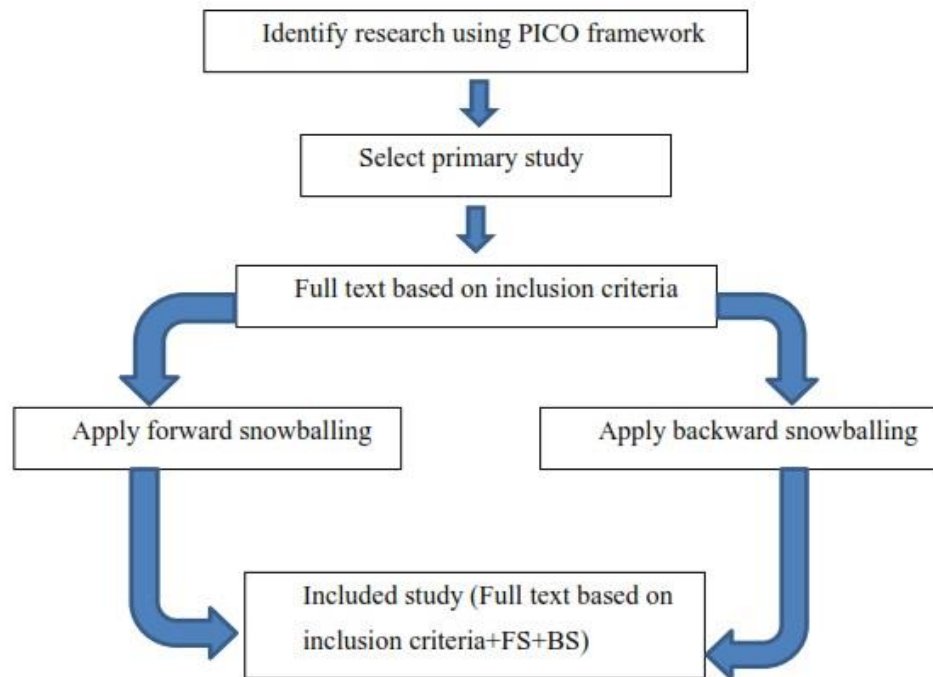 Identify research using PICO framework
Select primary study
Full text based on inclusion criteria
Apply forward snowballing
Apply backward snowballing
Included study (Full text based on
inclusion criteria+FS+BS)